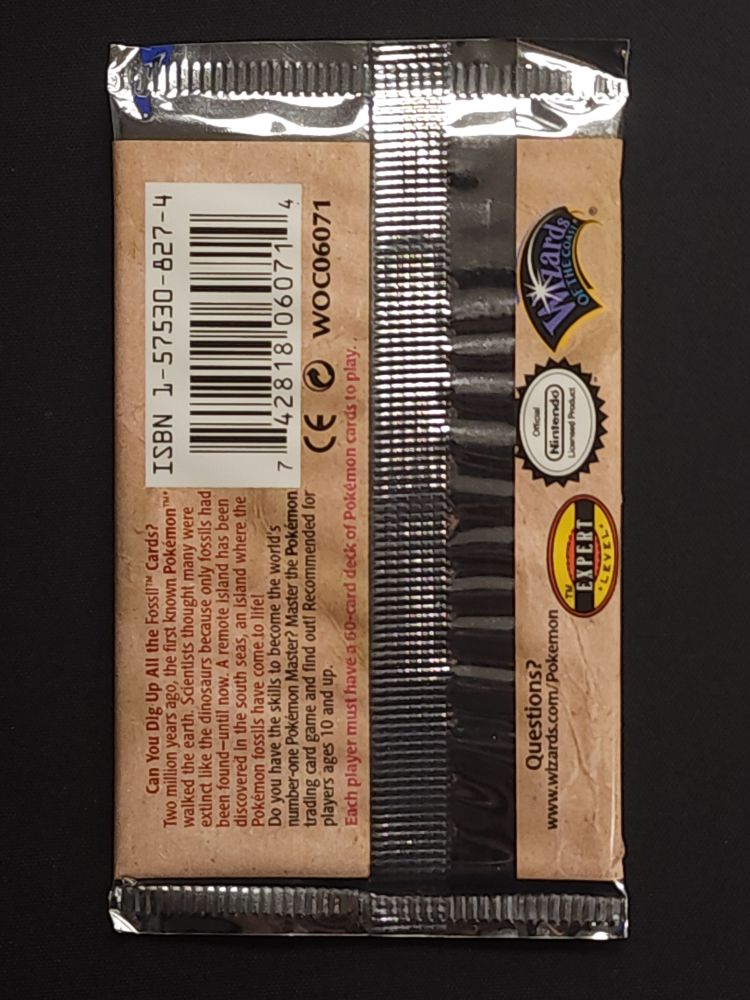 Can You Dig Up All the Fossil™ Cards?
Two million years ago, the first known Pokémon™
walked the earth. Scientists thought many were
extinct like the dinosaurs because only fossils had
been found—until now. A remote island has been
discovered in the south seas, an island where the
Pokémon fossils have come to life!
Do you have the skills to become the world's
number-one Pokémon Master? Master the Pokémon
trading card game and find out! Recommended for
players ages 10 and up.
Each player must have a 60-card deck of Pokémon cards to play.
ISBN 1-57530-827-4
7 42818 06071 4
CE WOC06071
Questions?
www.wizards.com/Pokemon
TM
EXPERT
LEVEL
Official
Nintendo
Licensed Product
Wizards
OF THE COAST
®